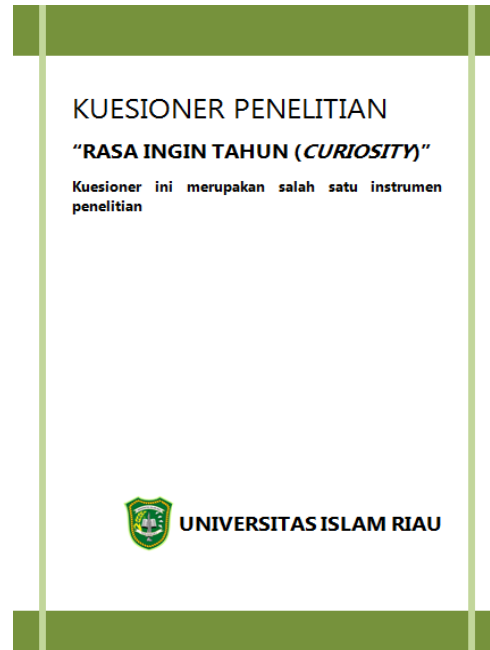 KUESIONER PENELITIAN
“RASA INGIN TAHUN (CURIOSITY)”
Kuesioner ini merupakan salah satu instrumen
penelitian
UNIVERSITAS ISLAM RIAU